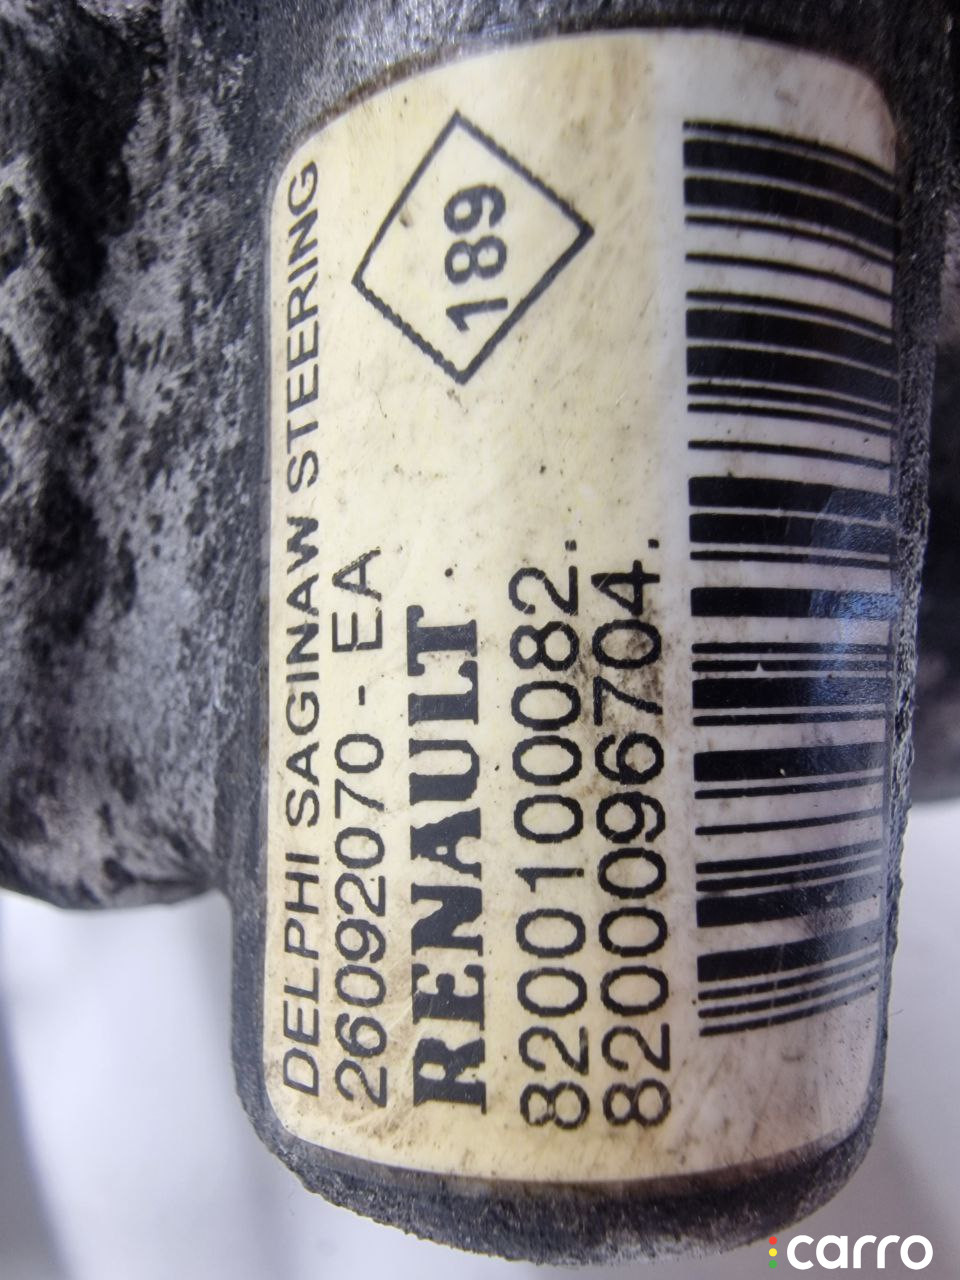 DELPHI SAGINAW STEERING
26092070 - EA
RENAULT
8200100082.
8200096704.
189
carro